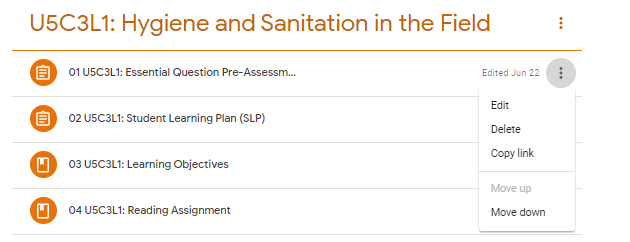 U5C3L1: Hygiene and Sanitation in the Field
01 U5C3L1: Essential Question Pre-Assessm... Edited Jun 22
Edit
02 U5C3L1: Student Learning Plan (SLP)
Delete
Copy link
03 U5C3L1: Learning Objectives
Move up
04 U5C3L1: Reading Assignment
Move down